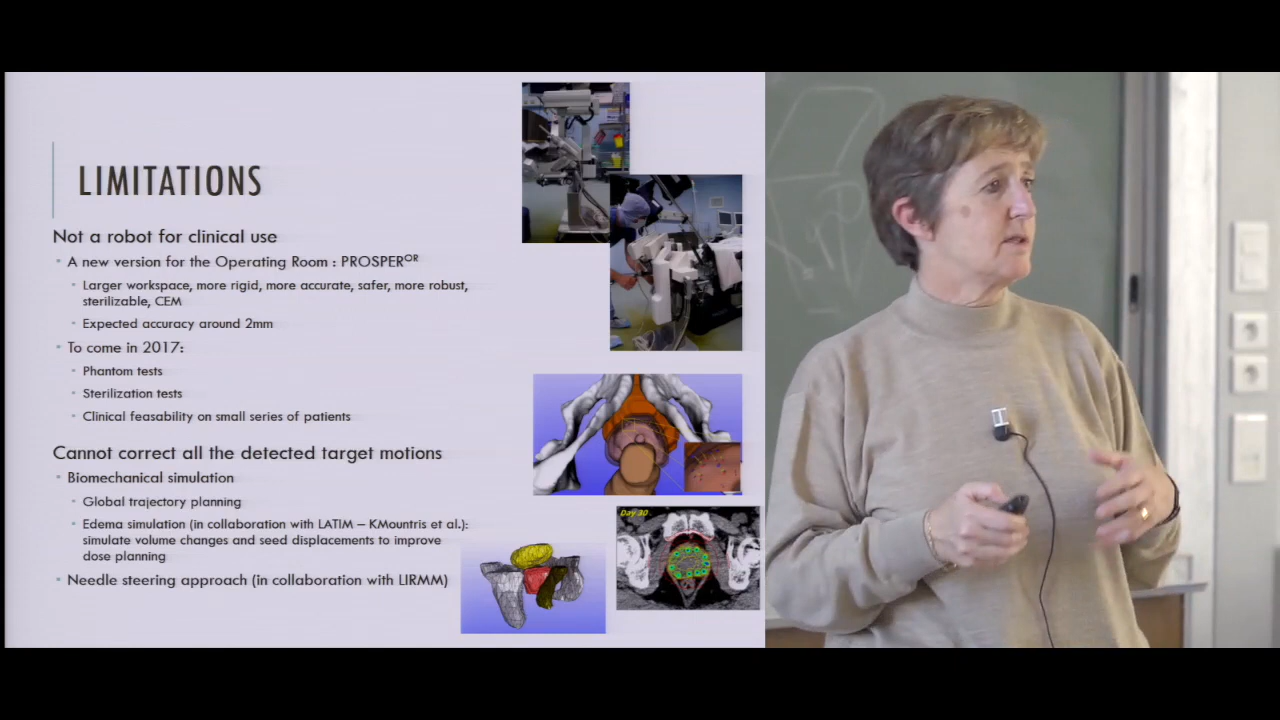 LIMITATIONS
Not a robot for clinical use
A new version for the Operating Room : PROSPER^OR
Larger workspace, more rigid, more accurate, safer, more robust,
sterilizable, CEM
Expected accuracy around 2mm
To come in 2017:
Phantom tests
Sterilization tests
Clinical feasability on small series of patients
Cannot correct all the detected target motions
Biomechanical simulation
Global trajectory planning
Edema simulation (in collaboration with LATIM – KMountris et al.):
simulate volume changes and seed displacements to improve
dose planning
Needle steering approach (in collaboration with LIRMM)
Day 30